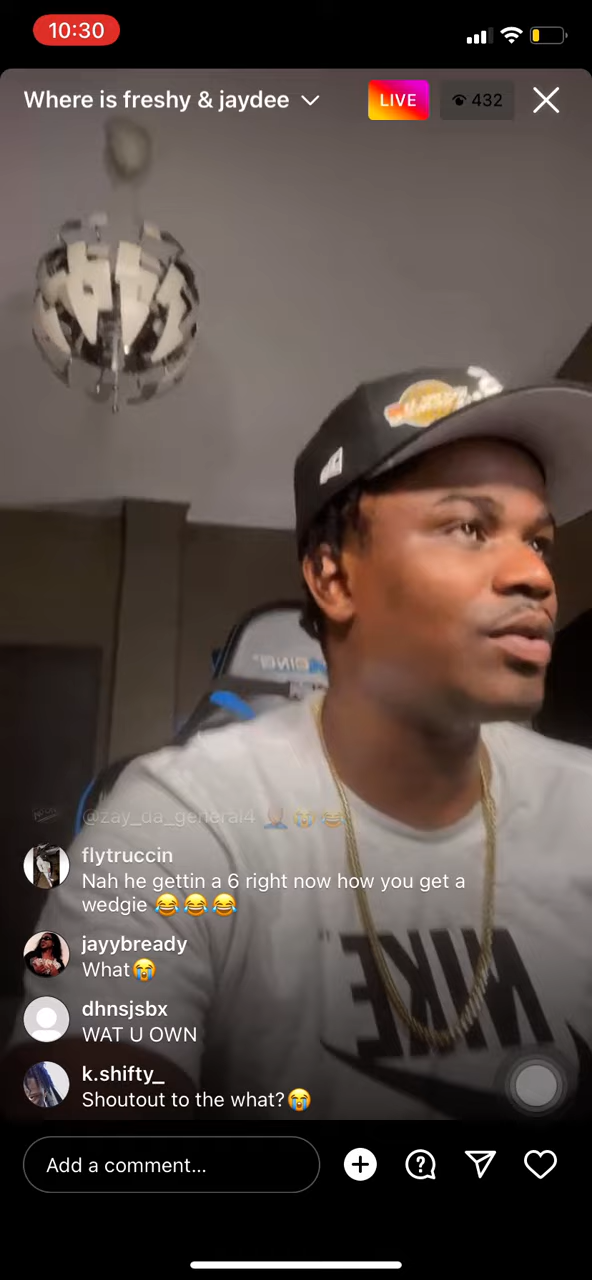 10:30
Where is freshy & jaydee
LIVE
432
@zay_da_general4 🤦🏽‍♂️ 😭 😂
flytruccin
Nah he gettin a 6 right now how you get a
wedgie 😂😂😂
jayybready
What😭
dhnsjsbx
WAT U OWN
k.shifty_
Shoutout to the what?😭
NIKE
Add a comment...